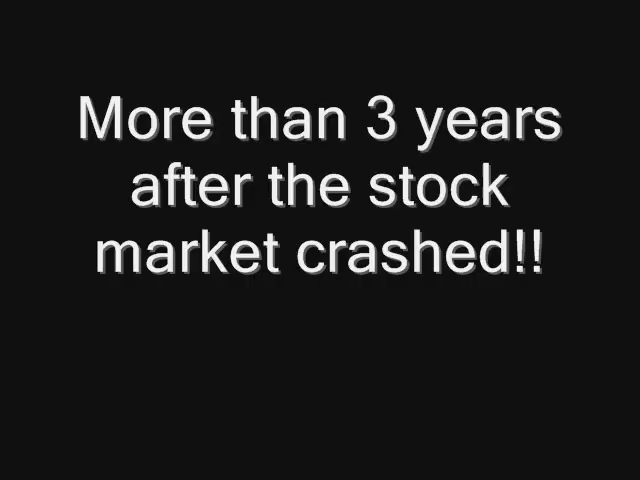 More than 3 years
after the stock
market crashed!!